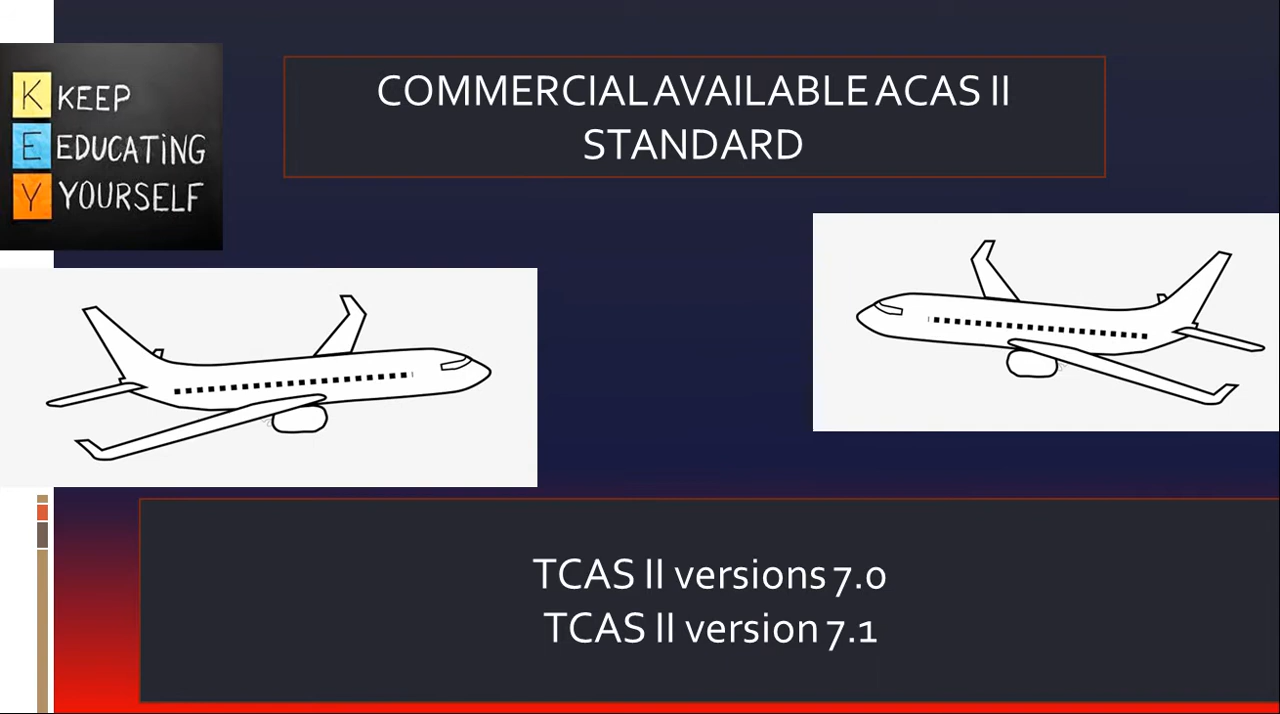 K KEEP
E EDUCATiNG
Y YOURSELF
COMMERCIAL AVAILABLE ACAS II
STANDARD
TCAS II versions 7.0
TCAS II version 7.1